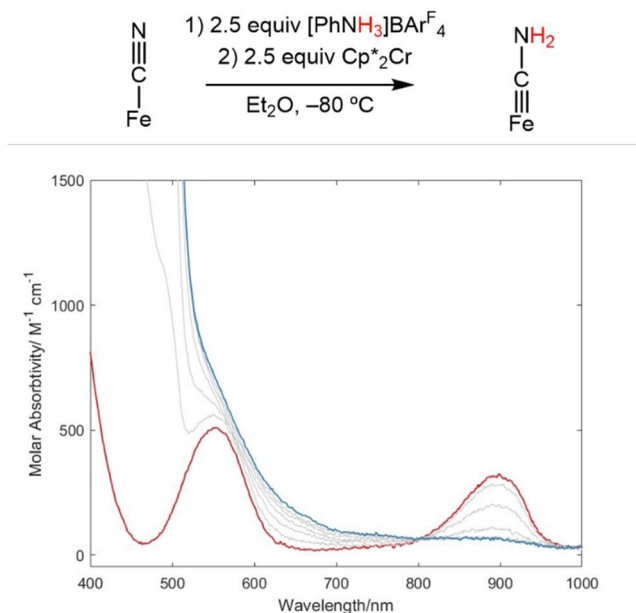 N
C
Fe
1) 2.5 equiv [PhNH3]BArF4
2) 2.5 equiv Cp*2Cr
Et2O, –80 ºC
NH2
C
Fe
1500
1000
500
0
Molar Absorbtivity/ M-1 cm-1
400 500 600 700 800 900 1000
Wavelength/nm